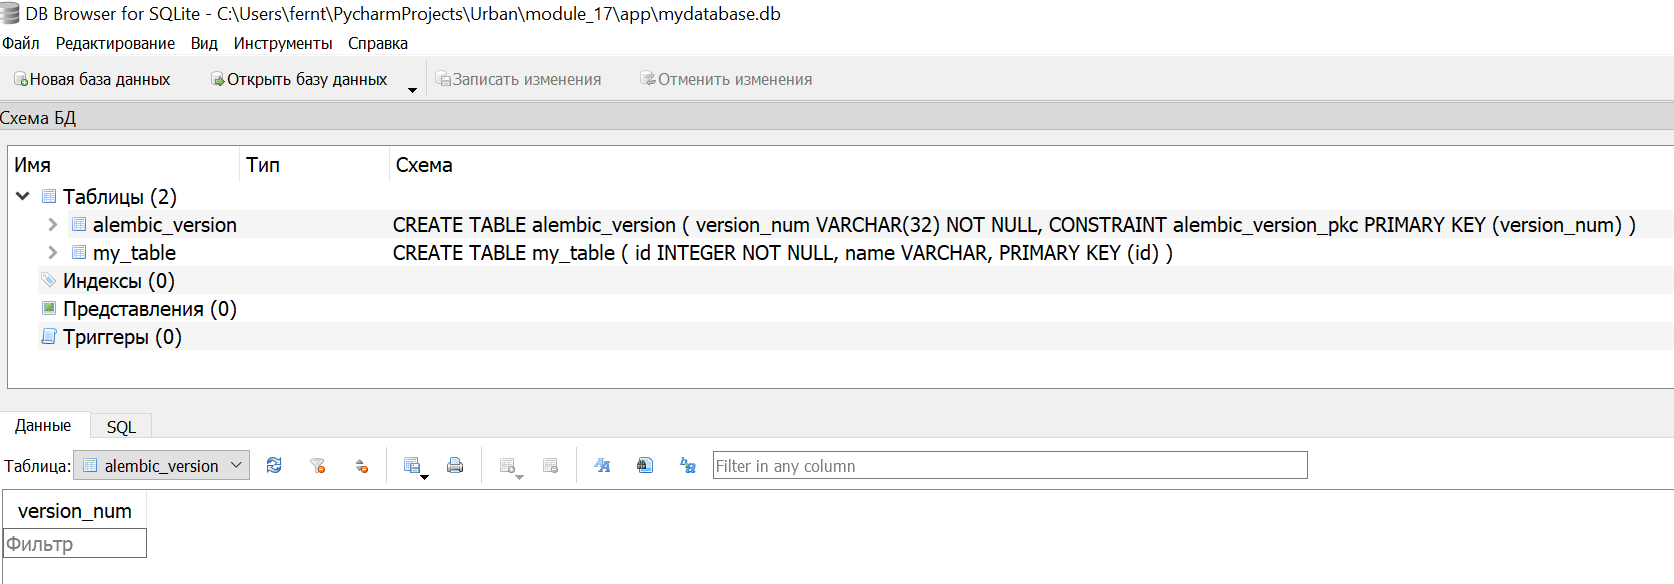 DB Browser for SQLite - C:\Users\fernt\PycharmProjects\Urban\module_17\app\mydatabase.db
Файл Редактирование Вид Инструменты Справка
Новая база данных Открыть базу данных Записать изменения Отменить изменения
Схема БД
Имя Тип Схема
Таблицы (2)
alembic_version CREATE TABLE alembic_version ( version_num VARCHAR(32) NOT NULL, CONSTRAINT alembic_version_pkc PRIMARY KEY (version_num) )
my_table CREATE TABLE my_table ( id INTEGER NOT NULL, name VARCHAR, PRIMARY KEY (id) )
Индексы (0)
Представления (0)
Триггеры (0)
Данные SQL
Таблица: alembic_version Filter in any column
version_num
Фильтр